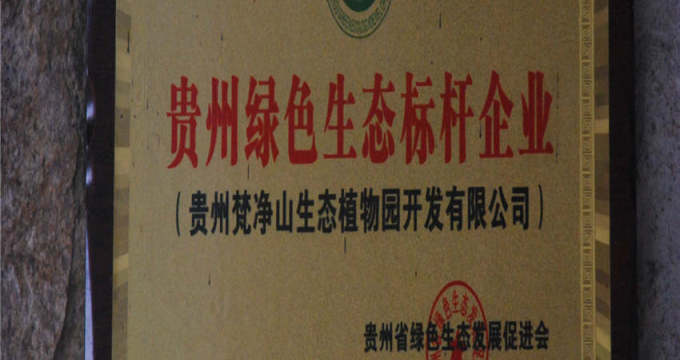 贵州绿色生态标杆企业
（贵州梵净山生态植物园开发有限公司）
贵州省绿色生态发展促进会